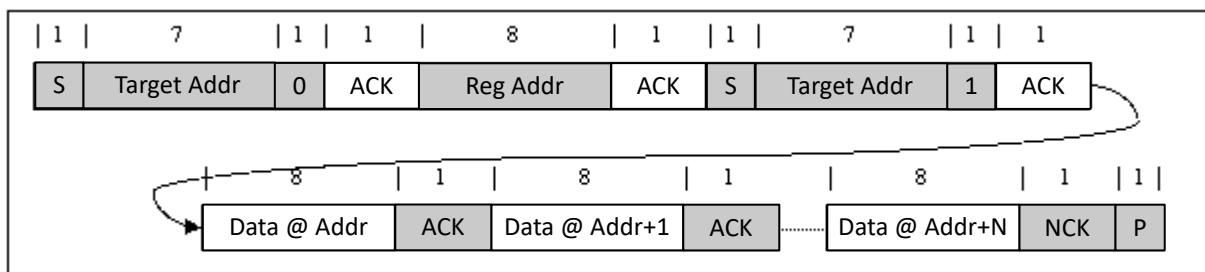 | 1 | 7 | 1 | 1 | 8 | 1 | 1 | 7 | 1 | 1
S Target Addr 0 ACK Reg Addr ACK S Target Addr 1 ACK
| 8 | 1 | 8 | 1 | 8 | 1 | 1 |
Data @ Addr ACK Data @ Addr+1 ACK Data @ Addr+N NCK P